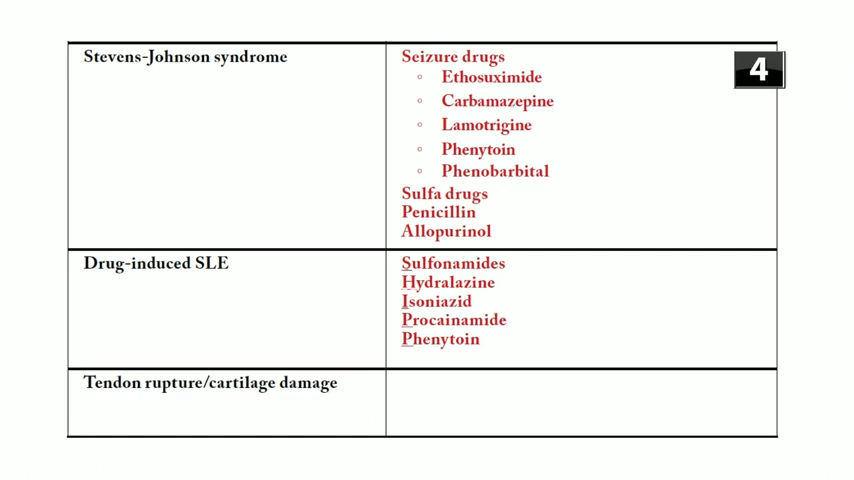 Stevens-Johnson syndrome
Seizure drugs
◦ Ethosuximide
◦ Carbamazepine
◦ Lamotrigine
◦ Phenytoin
◦ Phenobarbital
Sulfa drugs
Penicillin
Allopurinol
4
Drug-induced SLE
Sulfonamides
Hydralazine
Isoniazid
Procainamide
Phenytoin
Tendon rupture/cartilage damage